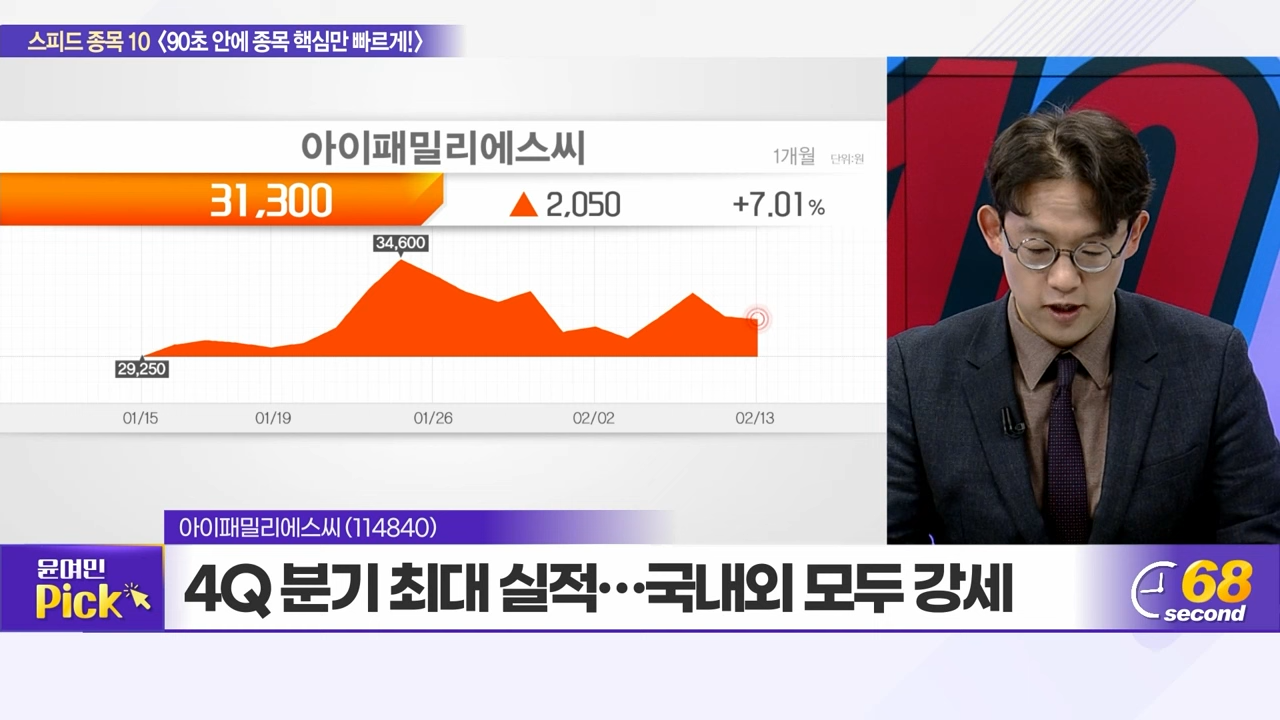 스피드 종목 10 〈90초 안에 종목 핵심만 빠르게!〉
아이패밀리에스씨
1개월 단위:원
31,300 ▲ 2,050 +7.01%
34,600
29,250
01/15 01/19 01/26 02/02 02/13
10
아이패밀리에스씨(114840)
윤여민
Pick
4Q 분기 최대 실적…국내외 모두 강세
68
second